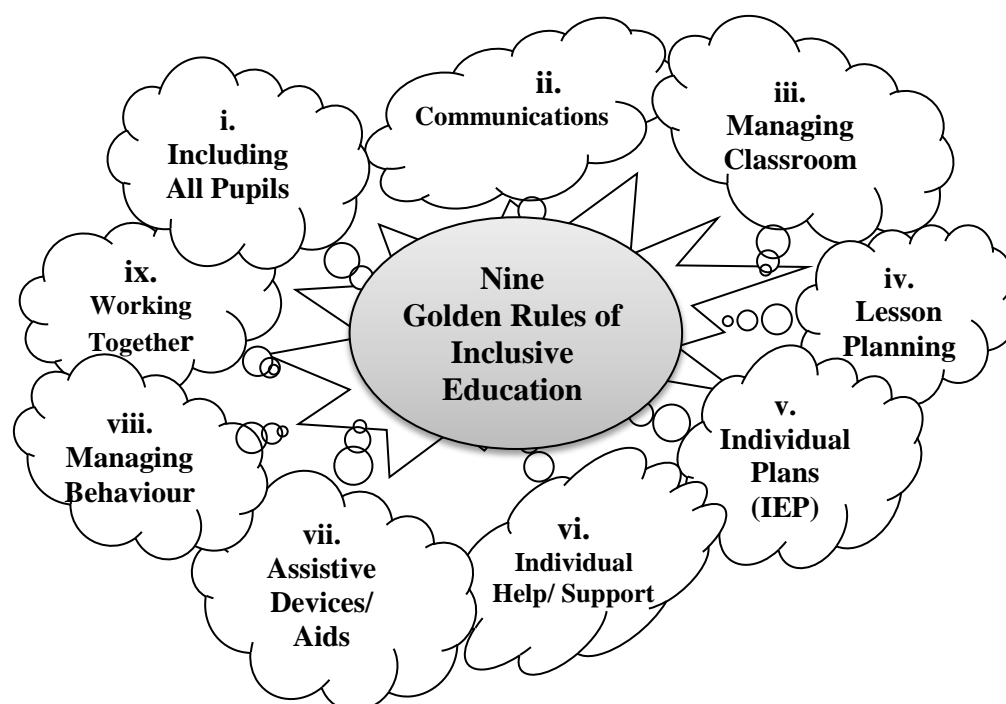 Nine
Golden Rules of
Inclusive
Education
i.
Including
All Pupils
ii.
Communications
iii.
Managing
Classroom
iv.
Lesson
Planning
v.
Individual
Plans
(IEP)
vi.
Individual
Help/ Support
vii.
Assistive
Devices/
Aids
viii.
Managing
Behaviour
ix.
Working
Together